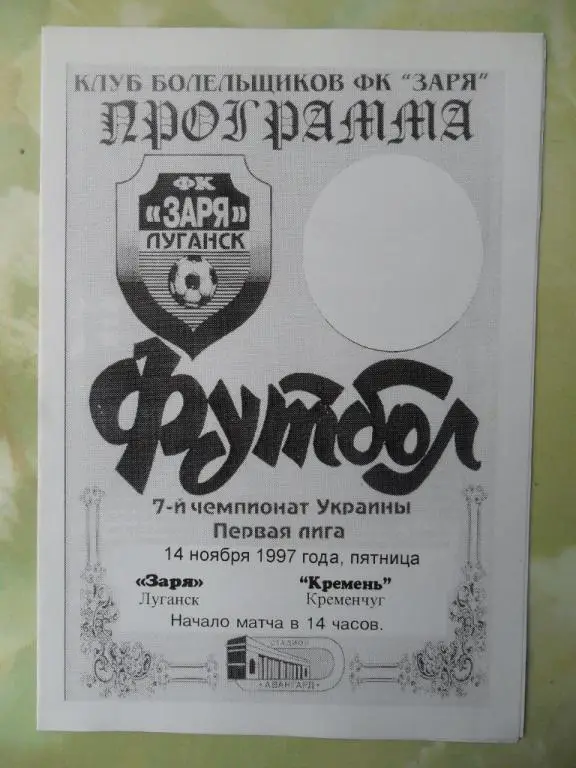 КЛУБ БОЛЕЛЬЩИКОВ ФК "ЗАРЯ"
ПРОГРАММА
ФК
«ЗАРЯ»
ЛУГАНСК
Футбол
7-й чемпионат Украины
Первая лига
14 ноября 1997 года, пятница
«Заря» "Кремень"
Луганск Кременчуг
Начало матча в 14 часов.
СТАДИОН
•АВАНГАРД•